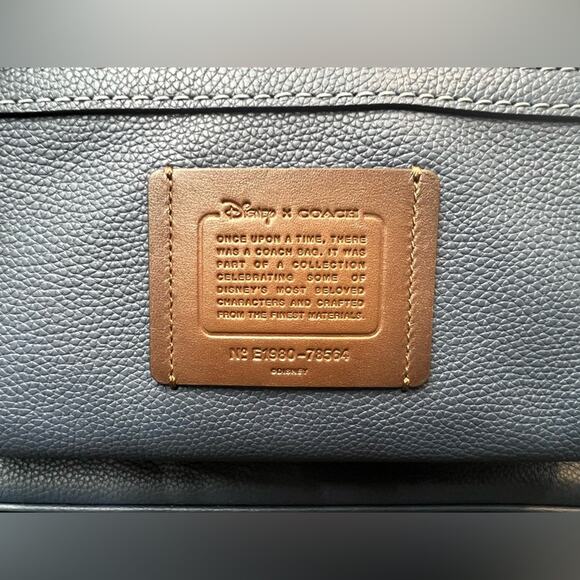 Disney X COACH
ONCE UPON A TIME, THERE
WAS A COACH BAG. IT WAS
PART OF A COLLECTION
CELEBRATING SOME OF
DISNEY'S MOST BELOVED
CHARACTERS AND CRAFTED
FROM THE FINEST MATERIALS.
Nº E1980-78564
©DISNEY